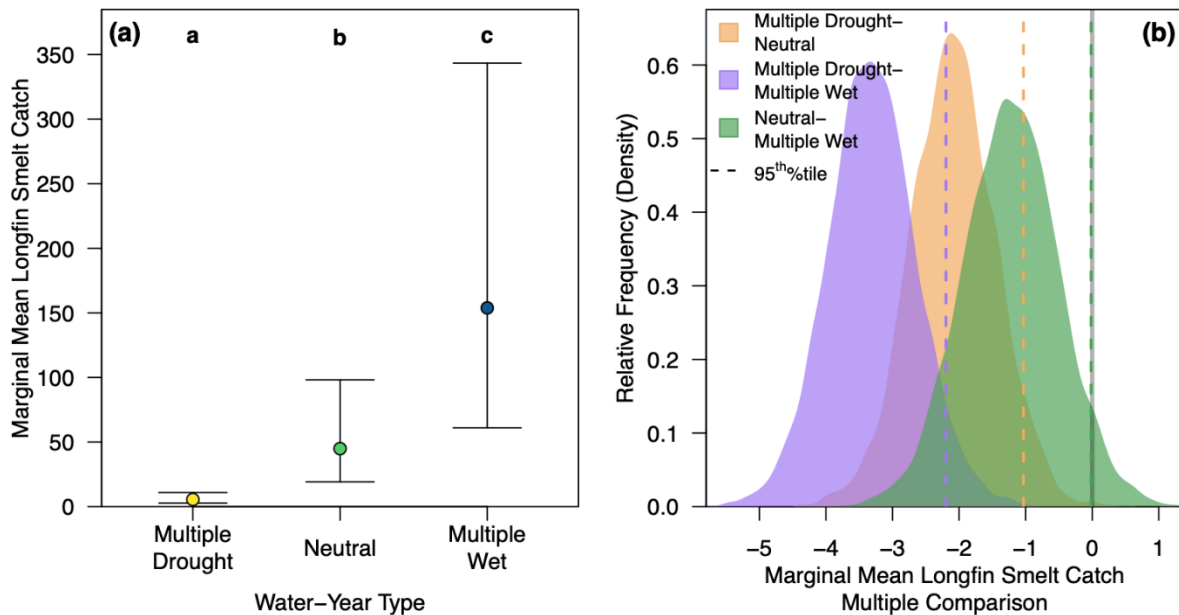 (a)
a
b
c
350
300
250
200
150
100
50
0
Marginal Mean Longfin Smelt Catch
Multiple
Drought
Neutral
Multiple
Wet
Water−Year Type
(b)
Multiple Drought−
Neutral
Multiple Drought−
Multiple Wet
Neutral−
Multiple Wet
95th%tile
0.6
0.5
0.4
0.3
0.2
0.1
0.0
Relative Frequency (Density)
−5 −4 −3 −2 −1 0 1
Marginal Mean Longfin Smelt Catch
Multiple Comparison